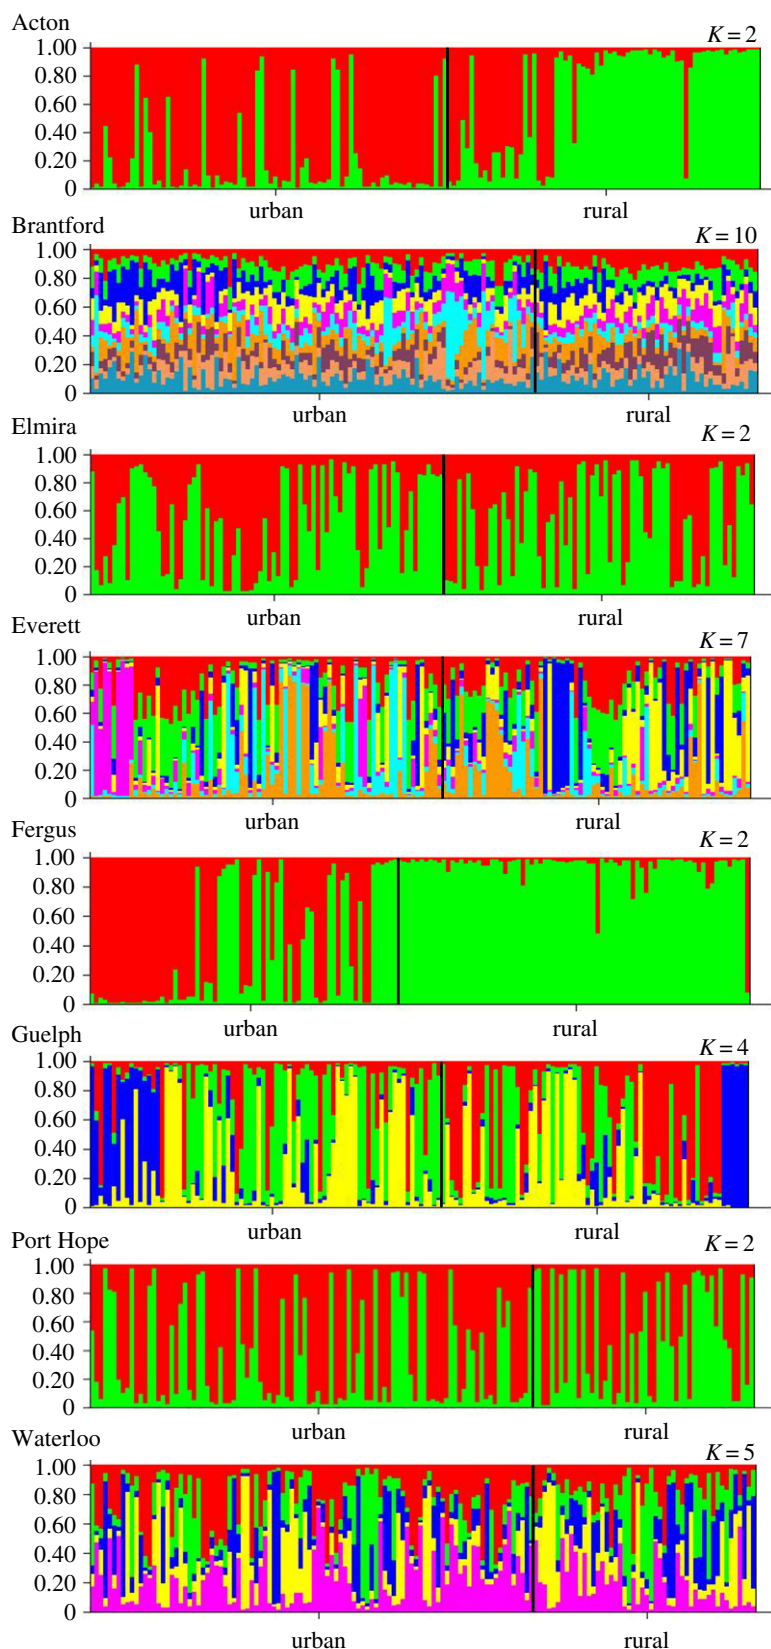 Acton
K = 2
1.00
0.80
0.60
0.40
0.20
0
urban rural
Brantford
K = 10
1.00
0.80
0.60
0.40
0.20
0
urban rural
Elmira
K = 2
1.00
0.80
0.60
0.40
0.20
0
urban rural
Everett
K = 7
1.00
0.80
0.60
0.40
0.20
0
urban rural
Fergus
K = 2
1.00
0.80
0.60
0.40
0.20
0
urban rural
Guelph
K = 4
1.00
0.80
0.60
0.40
0.20
0
urban rural
Port Hope
K = 2
1.00
0.80
0.60
0.40
0.20
0
urban rural
Waterloo
K = 5
1.00
0.80
0.60
0.40
0.20
0
urban rural